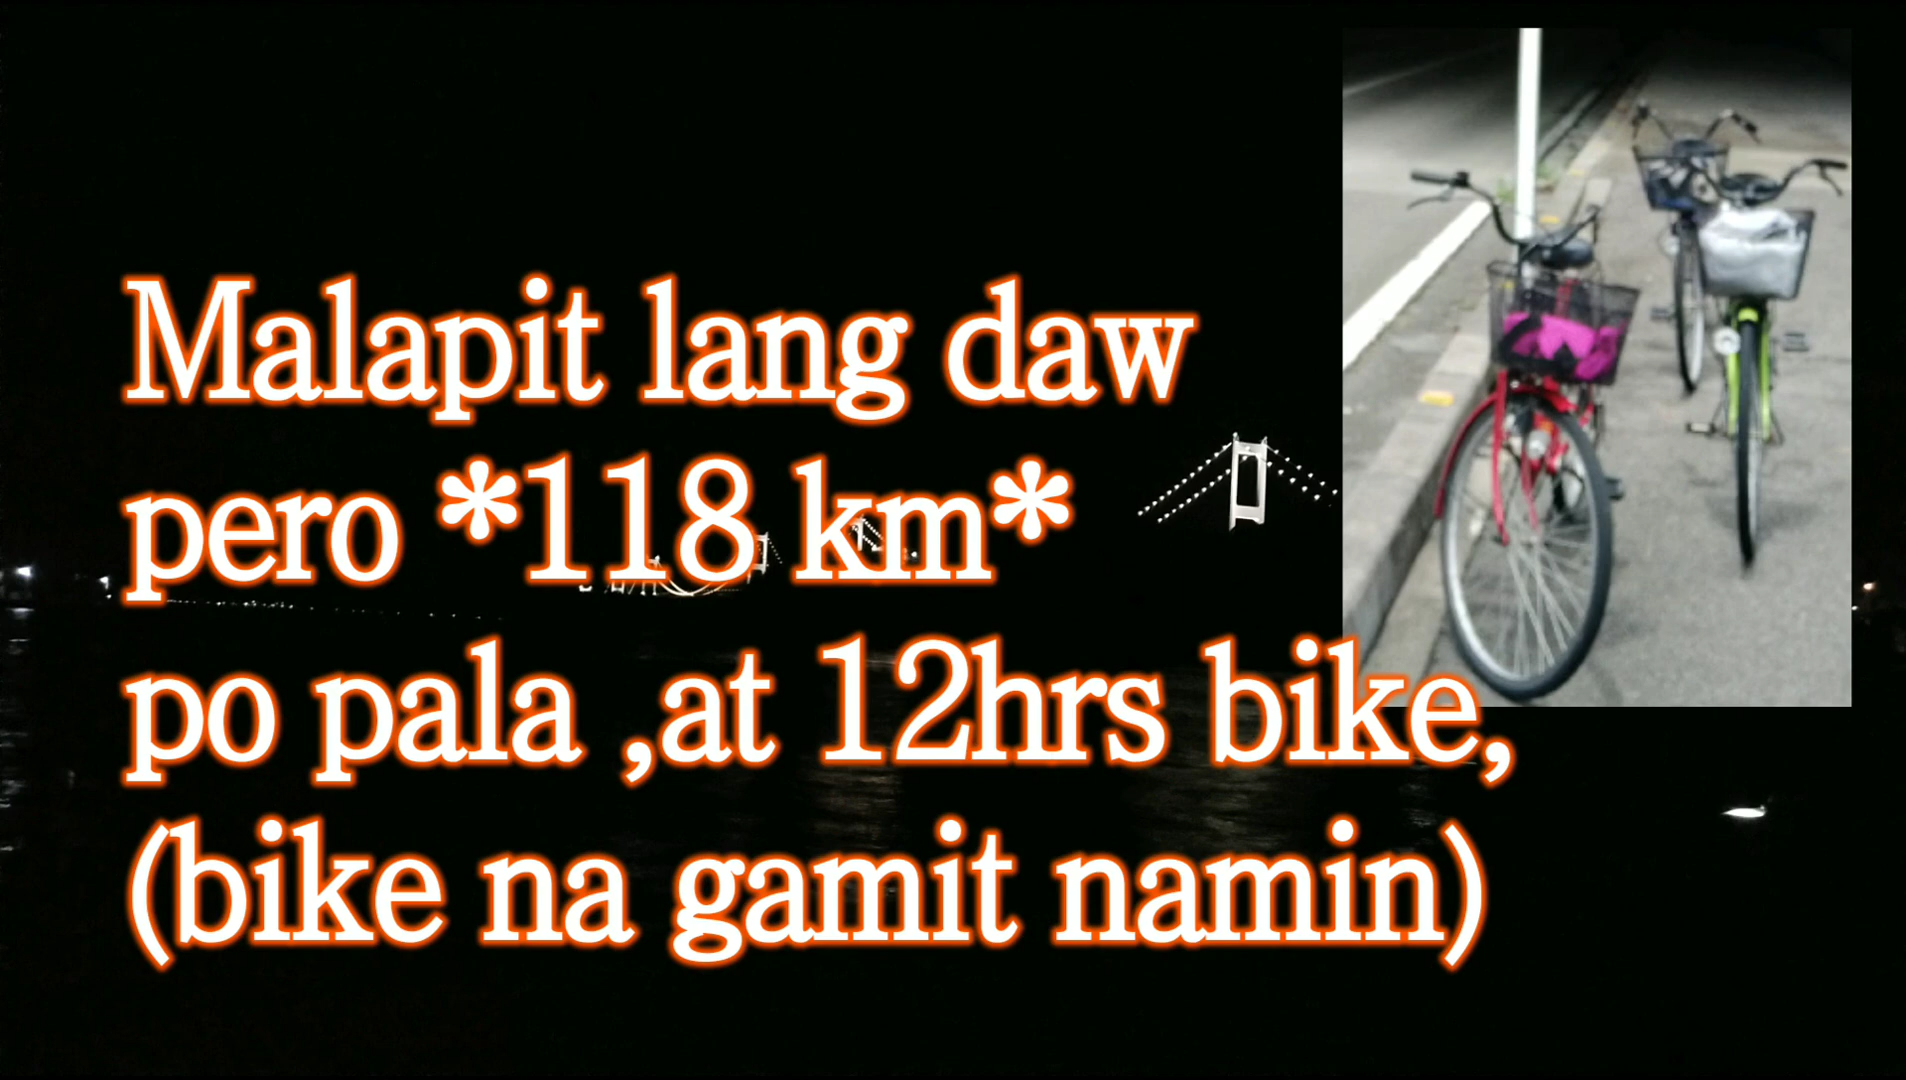 Malapit lang daw
pero *118 km*
po pala ,at 12hrs bike,
(bike na gamit namin)